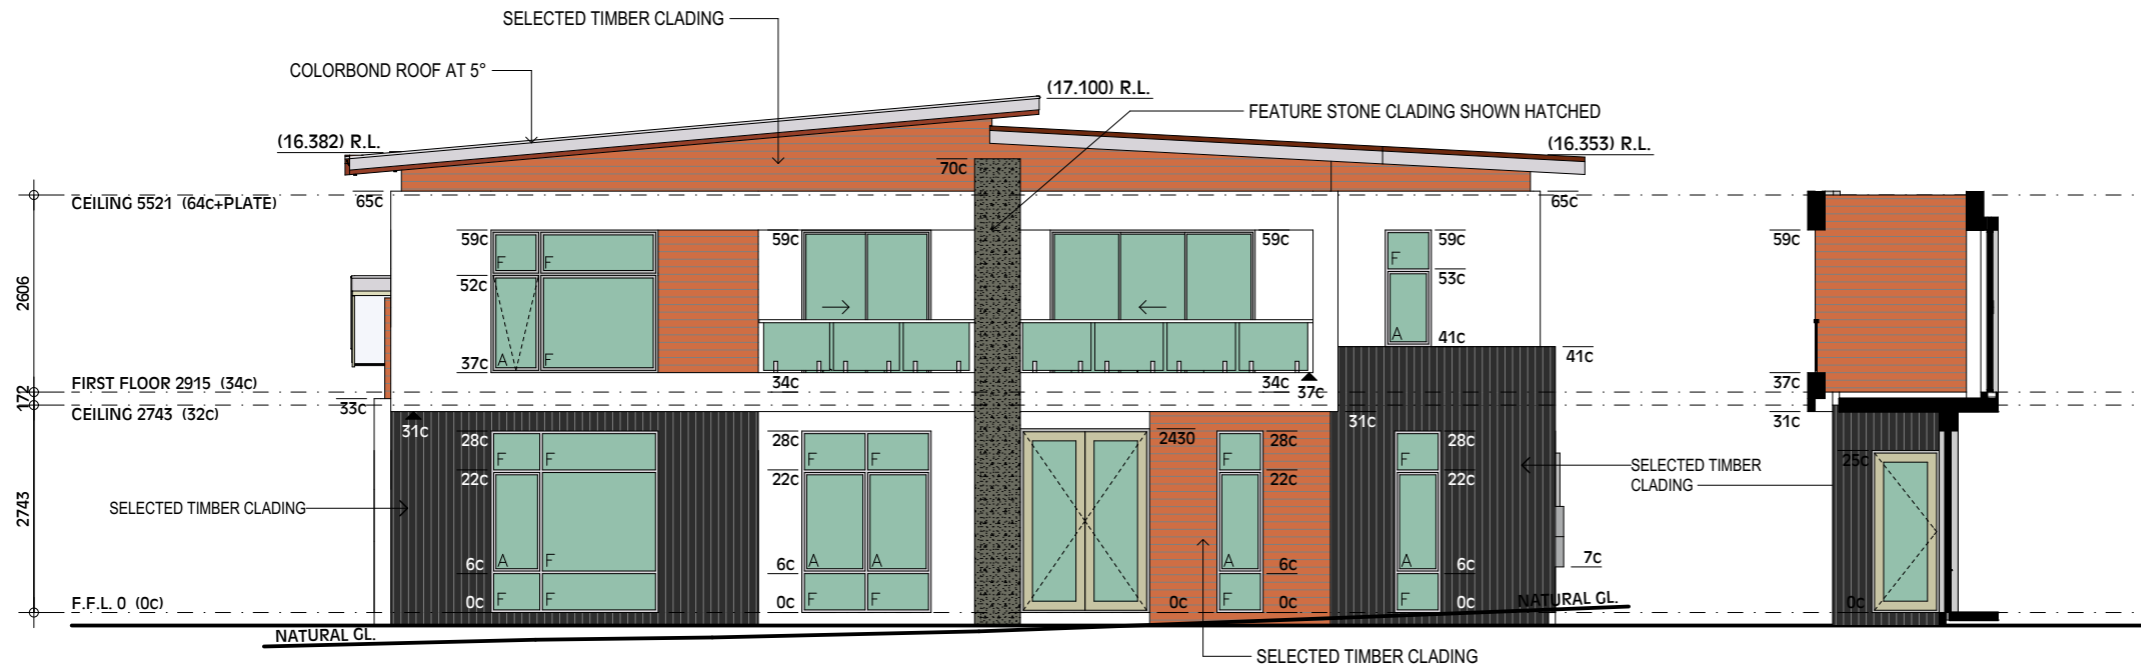 SELECTED TIMBER CLADING
COLORBOND ROOF AT 5°
(17.100) R.L.
FEATURE STONE CLADING SHOWN HATCHED
(16.382) R.L.
(16.353) R.L.
70c
CEILING 5521 (64c+PLATE)
65c
65c
59c
F F
59c
59c
F
59c
59c
52c
53c
2606
A F
37c
A
41c
41c
FIRST FLOOR 2915 (34c)
34c
34c
37c
37c
172
CEILING 2743 (32c)
33c
31c
31c
31c
28c
F F
28c
F F
2430
F
28c
F
28c
25c
22c
22c
22c
22c
SELECTED TIMBER
CLADING
2743
SELECTED TIMBER CLADING
6c
A F
6c
A A
A
6c
A
6c
7c
F.F.L. 0 (0c)
0c
F F
0c
F F
0c
F
0c
F
0c
NATURAL GL.
0c
NATURAL GL.
SELECTED TIMBER CLADING